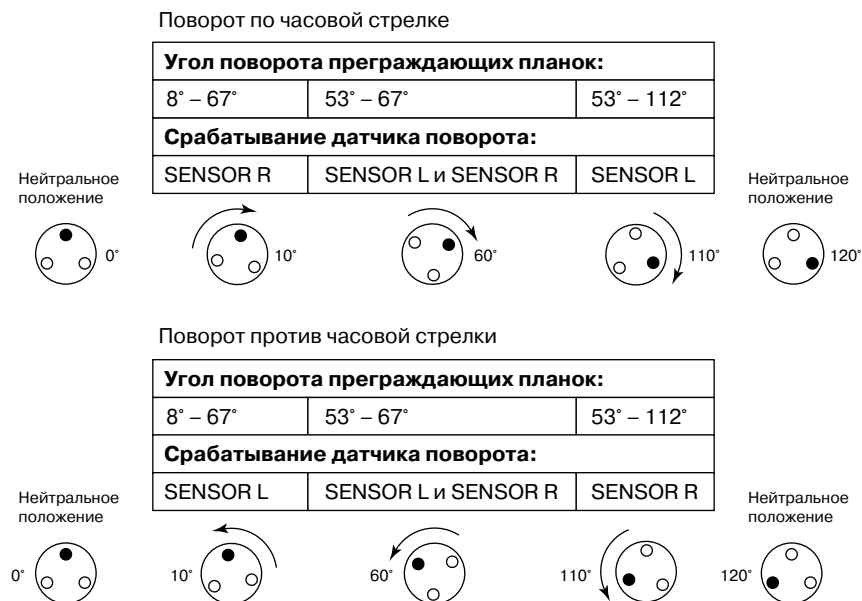 Поворот по часовой стрелке
Угол поворота преграждающих планок:
8˚ – 67˚ 53˚ – 67˚ 53˚ – 112˚
Срабатывание датчика поворота:
SENSOR R SENSOR L и SENSOR R SENSOR L
Нейтральное
положение
Нейтральное
положение
0˚ 10˚ 60˚ 110˚ 120˚
Поворот против часовой стрелки
Угол поворота преграждающих планок:
8˚ – 67˚ 53˚ – 67˚ 53˚ – 112˚
Срабатывание датчика поворота:
SENSOR L SENSOR L и SENSOR R SENSOR R
Нейтральное
положение
Нейтральное
положение
0˚ 10˚ 60˚ 110˚ 120˚